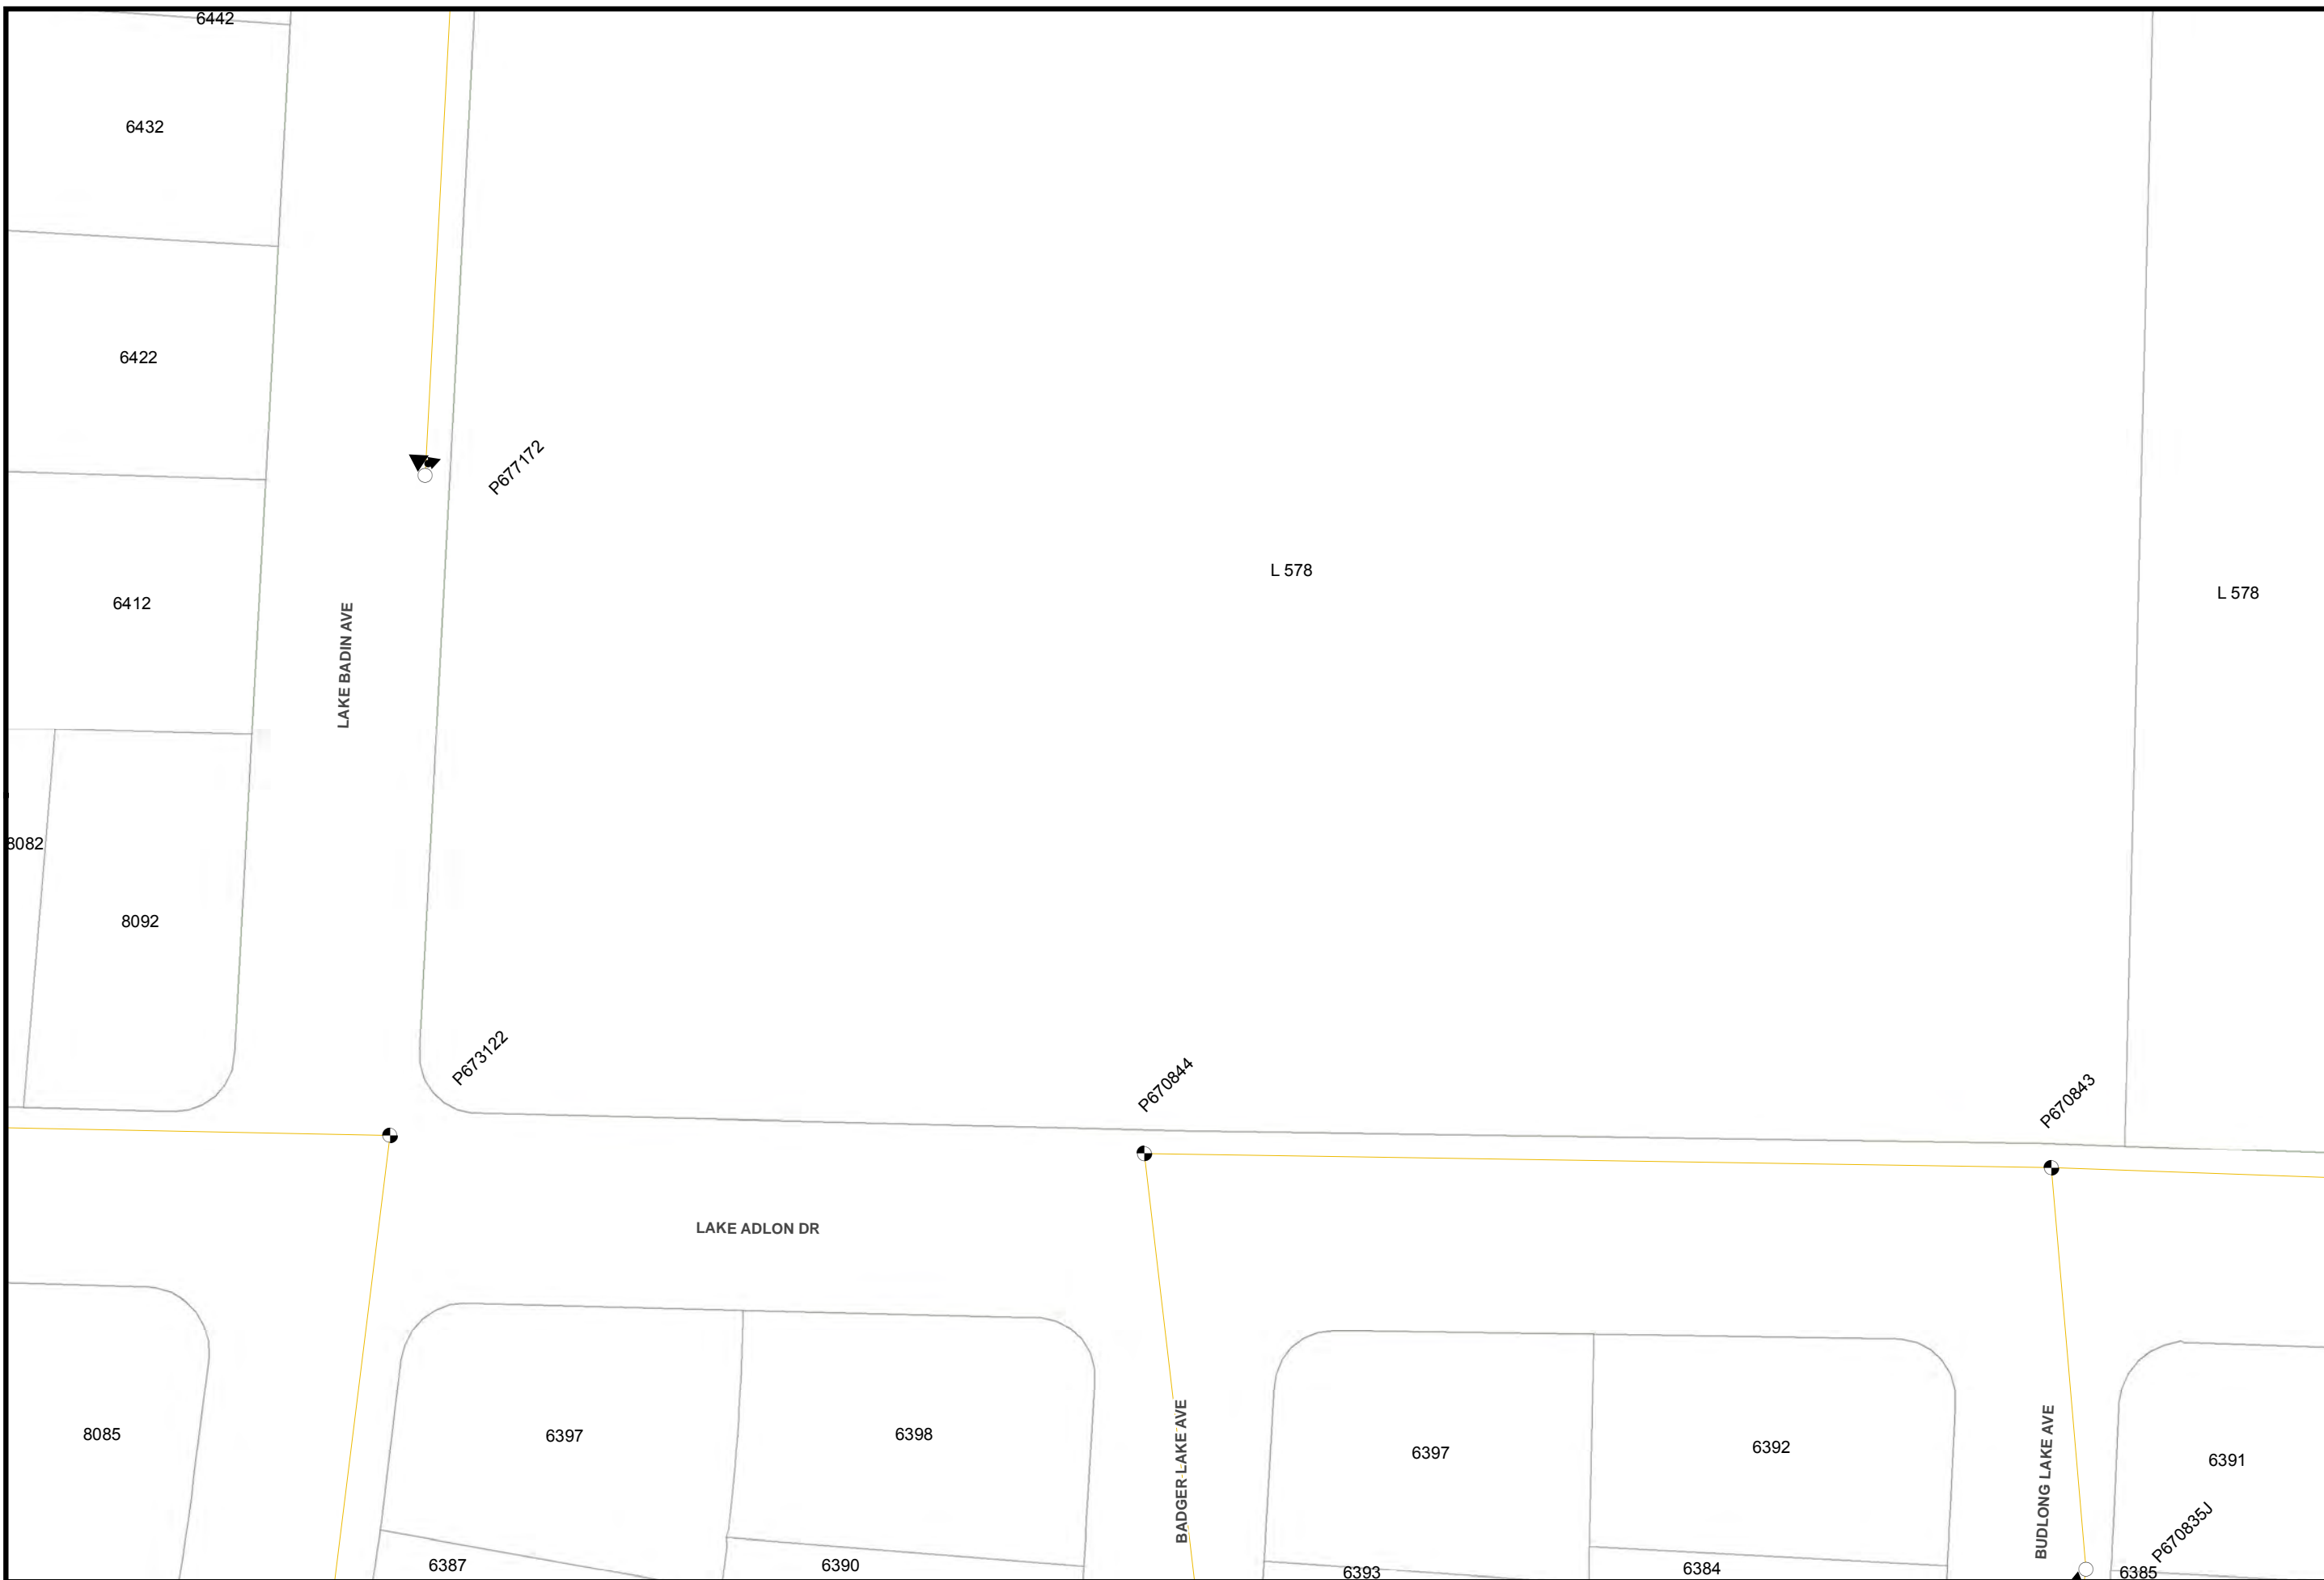 6442
6432
6422
P677172
L 578
L 578
6412
LAKE BADIN AVE
8082
8092
P673122
P670844
P670843
LAKE ADLON DR
8085
6397
6398
BADGER LAKE AVE
6397
6392
BUDLONG LAKE AVE
6391
P670835J
6387
6390
6393
6384
6385